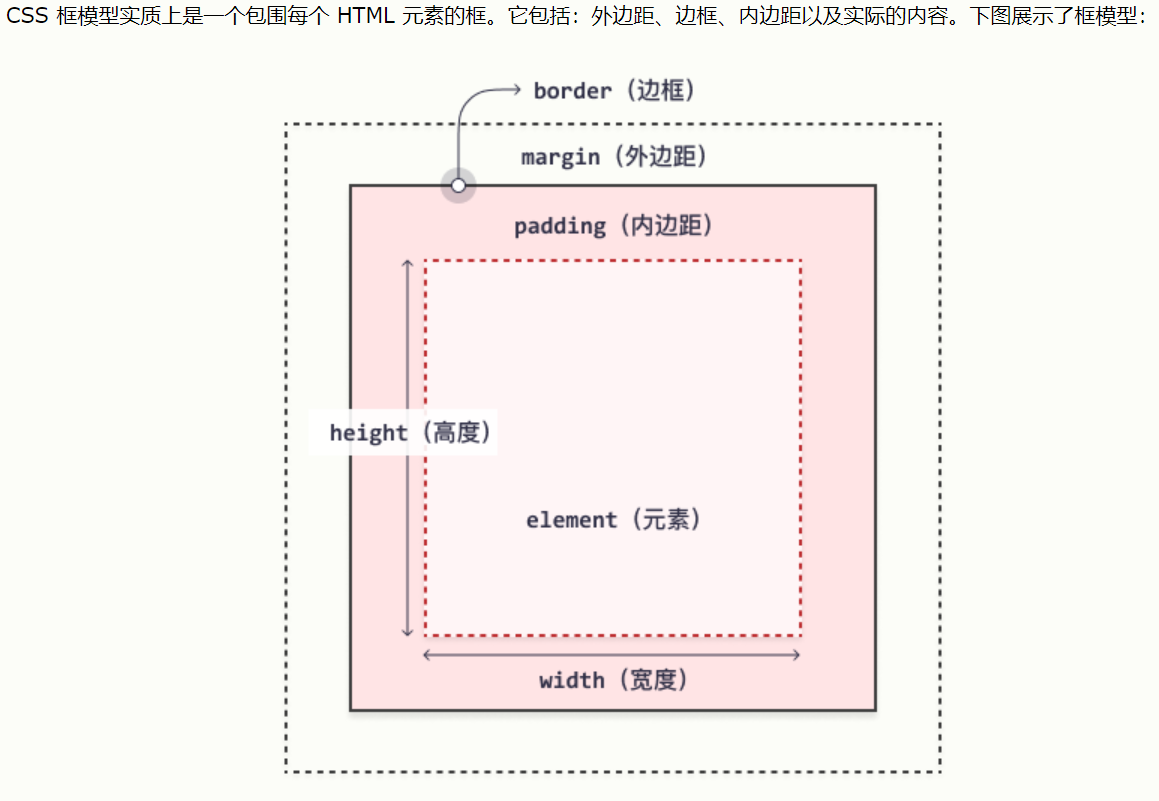 CSS 框模型实质上是一个包围每个 HTML 元素的框。它包括：外边距、边框、内边距以及实际的内容。下图展示了框模型：
border（边框）
margin（外边距）
padding（内边距）
height（高度）
element（元素）
width（宽度）